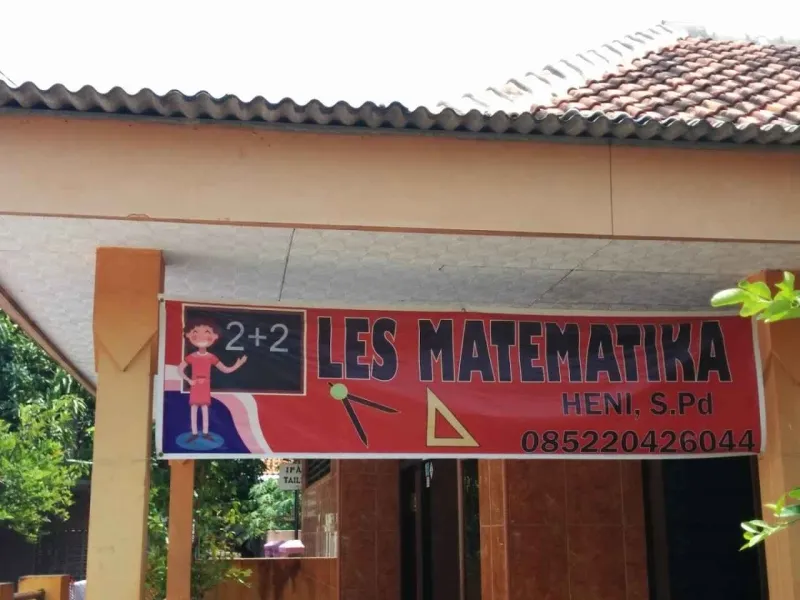 2+2
LES MATEMATIKA
HENI, S.Pd
085220426044